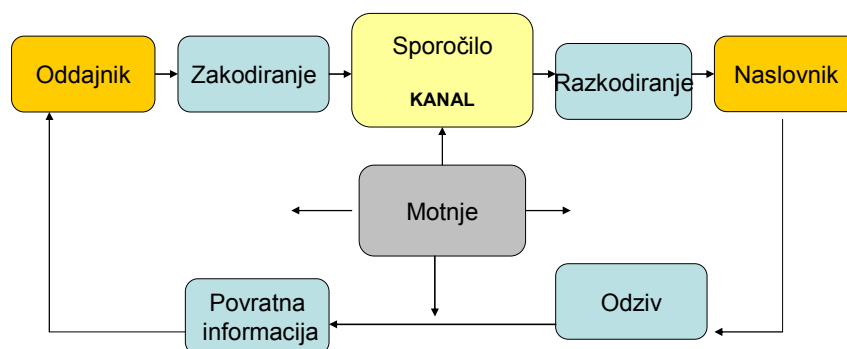 Oddajnik
Zakodiranje
Sporočilo
KANAL
Razkodiranje
Naslovnik
Motnje
Povratna
informacija
Odziv